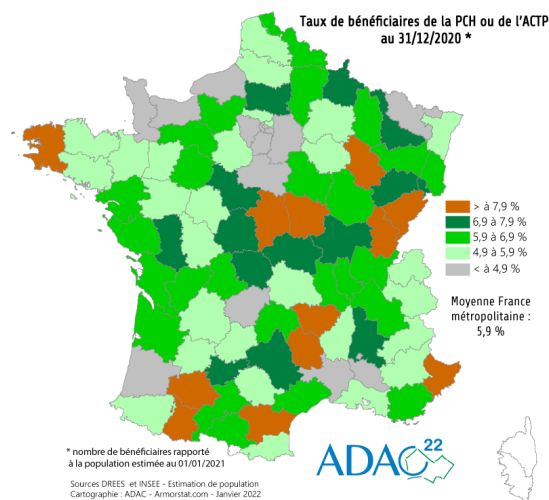 Taux de bénéficiaires de la PCH ou de l'ACTP
au 31/12/2020 *
> à 7,9 %
6,9 à 7,9 %
5,9 à 6,9 %
4,9 à 5,9 %
< à 4,9 %
Moyenne France
métropolitaine :
5,9 %
* nombre de bénéficiaires rapporté
à la population estimée au 01/01/2021
ADAC 22
Sources DREES et INSEE - Estimation de population
Cartographie : ADAC - Armorstat.com - Janvier 2022